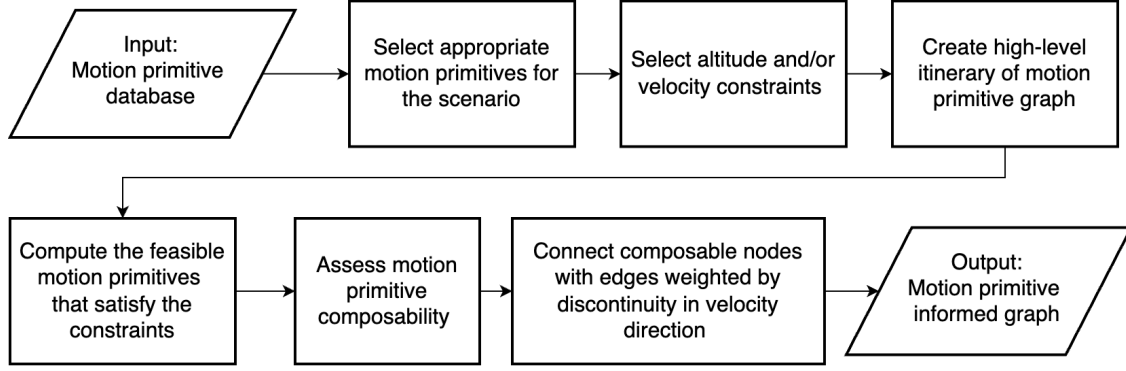 Input:
Motion primitive
database
Select appropriate
motion primitives for
the scenario
Select altitude and/or
velocity constraints
Create high-level
itinerary of motion
primitive graph
Compute the feasible
motion primitives
that satisfy the
constraints
Assess motion
primitive
composability
Connect composable nodes
with edges weighted by
discontinuity in velocity
direction
Output:
Motion primitive
informed graph